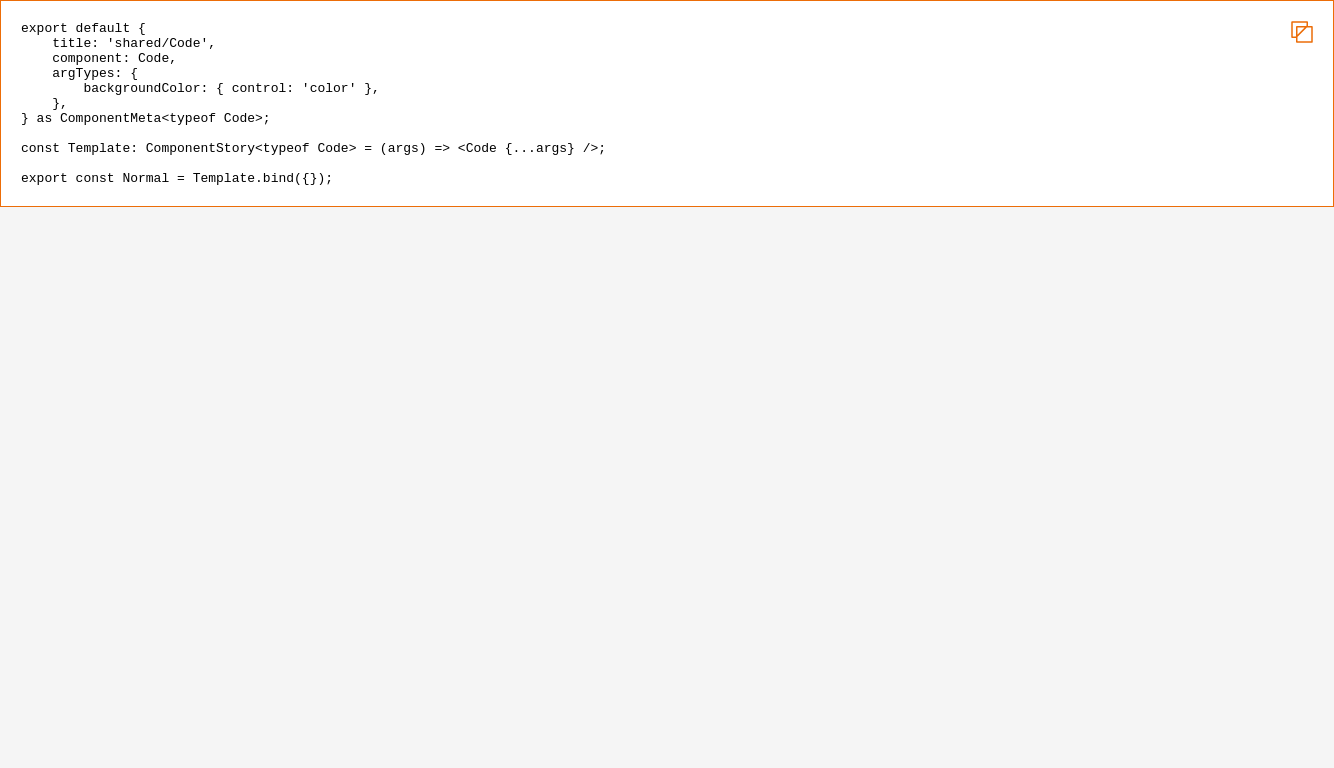 export default {
    title: 'shared/Code',
    component: Code,
    argTypes: {
        backgroundColor: { control: 'color' },
    },
} as ComponentMeta<typeof Code>;

const Template: ComponentStory<typeof Code> = (args) => <Code {...args} />;

export const Normal = Template.bind({});